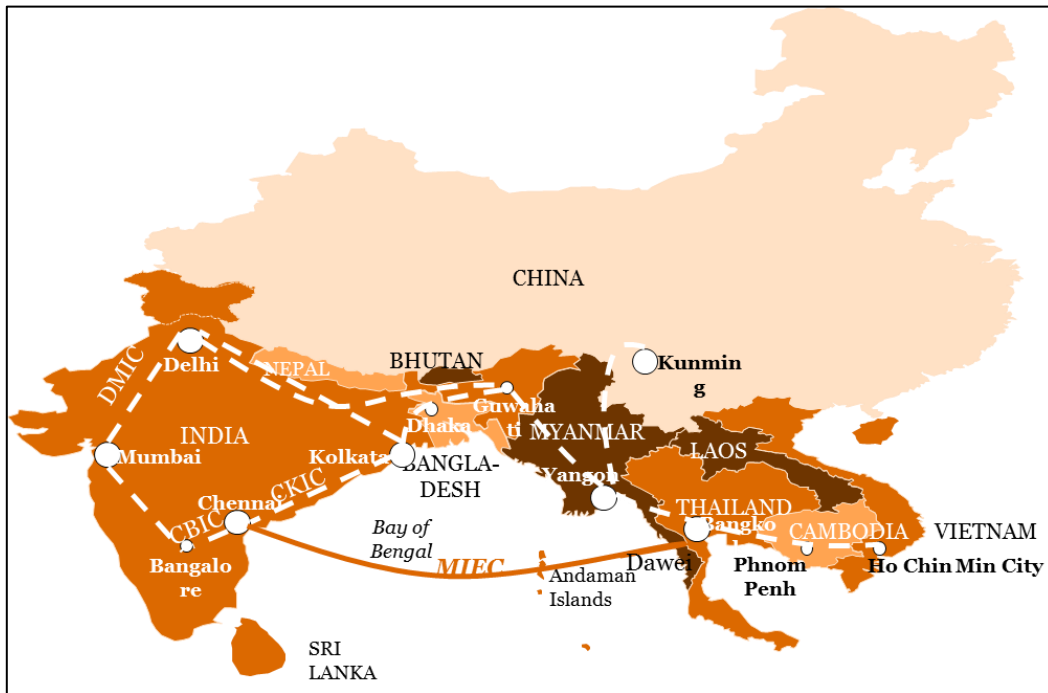 CHINA
Kunmin
g
BHUTAN
Delhi
NEPAL
DMIC
Guwaha
ti
Dhaka
MYANMAR
INDIA
LAOS
Mumbai
Kolkata
BANGLA-
DESH
CKIC
Yangon
Chennai
THAILAND
Bangko
k
CBIC
CAMBODIA
VIETNAM
Bay of
Bengal
MIEC
Dawei
Bangalo
re
Andaman
Islands
Phnom
Penh
Ho Chin Min City
SRI
LANKA